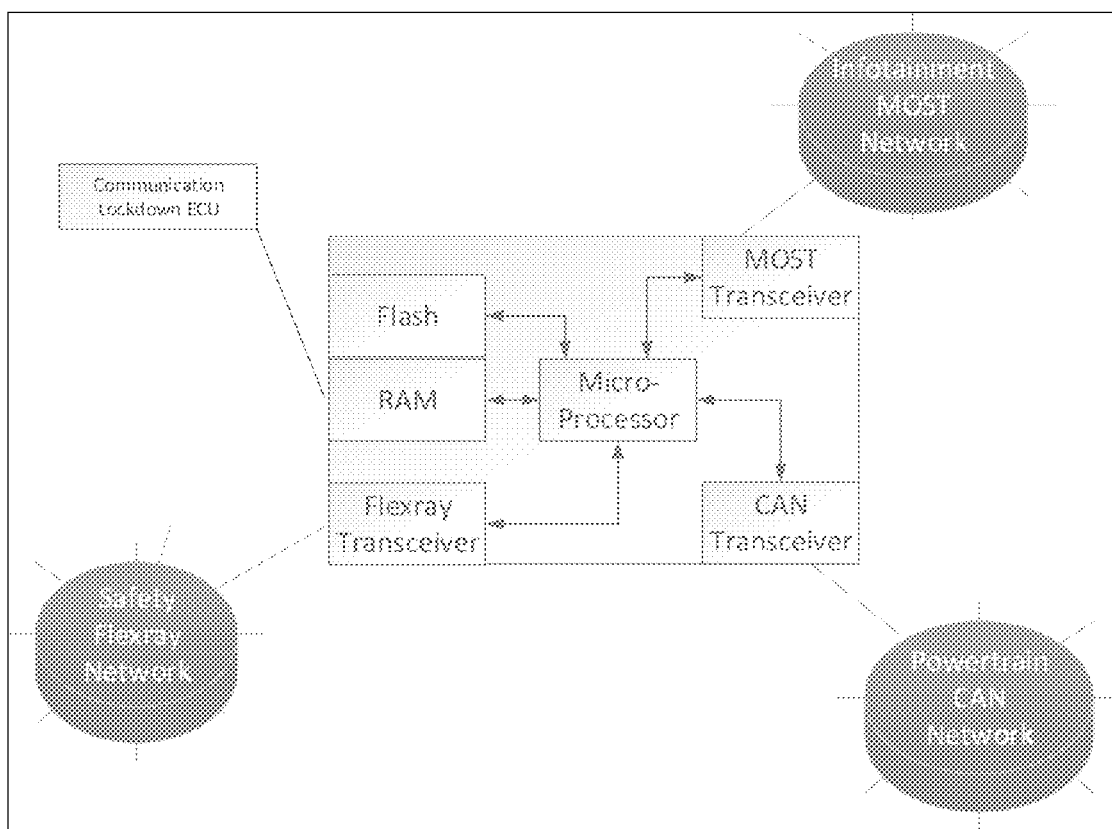 Infotainment
MOST
Network
Communication
Lockdown ECU
MOST
Transceiver
Flash
RAM
Micro-
Processor
Flexray
Transceiver
CAN
Transceiver
Safety
Flexray
Network
Powertrain
CAN
Network